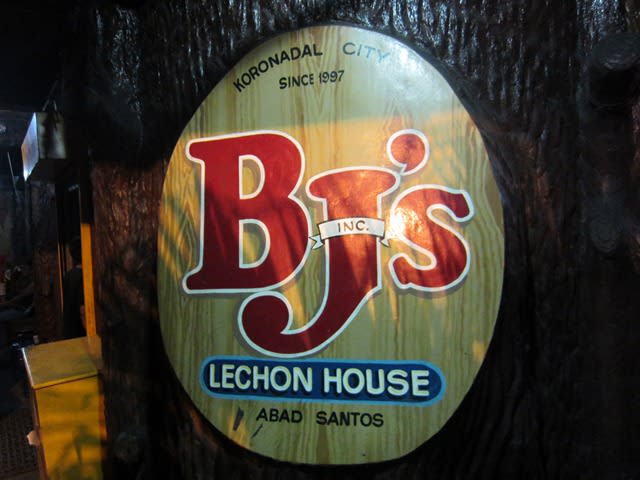 KORONADAL CITY
SINCE 1997
BJ's
INC.
LECHON HOUSE
ABAD SANTOS